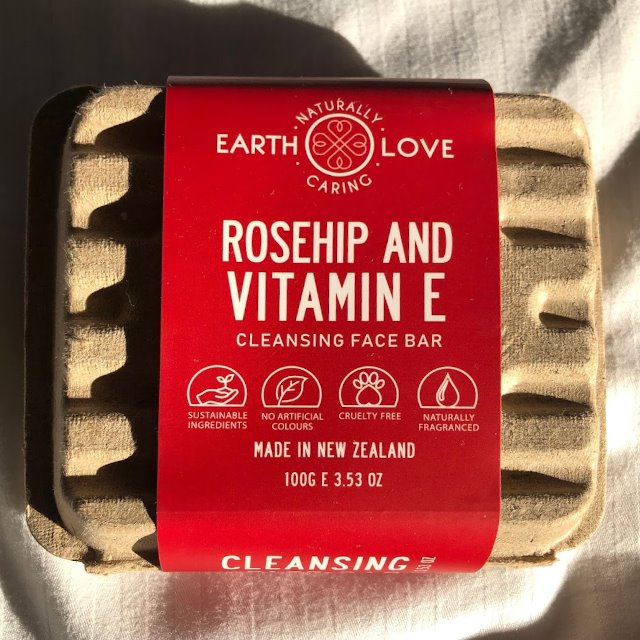 NATURALLY
EARTH LOVE
CARING
ROSEHIP AND
VITAMIN E
CLEANSING FACE BAR
SUSTAINABLE
INGREDIENTS
NO ARTIFICIAL
COLOURS
CRUELTY FREE
NATURALLY
FRAGRANCED
MADE IN NEW ZEALAND
100G E 3.53 OZ
CLEANSING